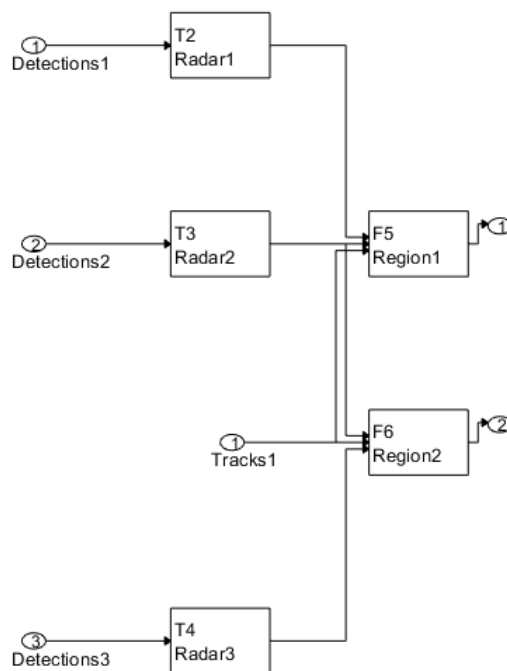 T2
Radar1
1
Detections1
T3
Radar2
2
Detections2
F5
Region1
1
F6
Region2
2
1
Tracks1
T4
Radar3
3
Detections3